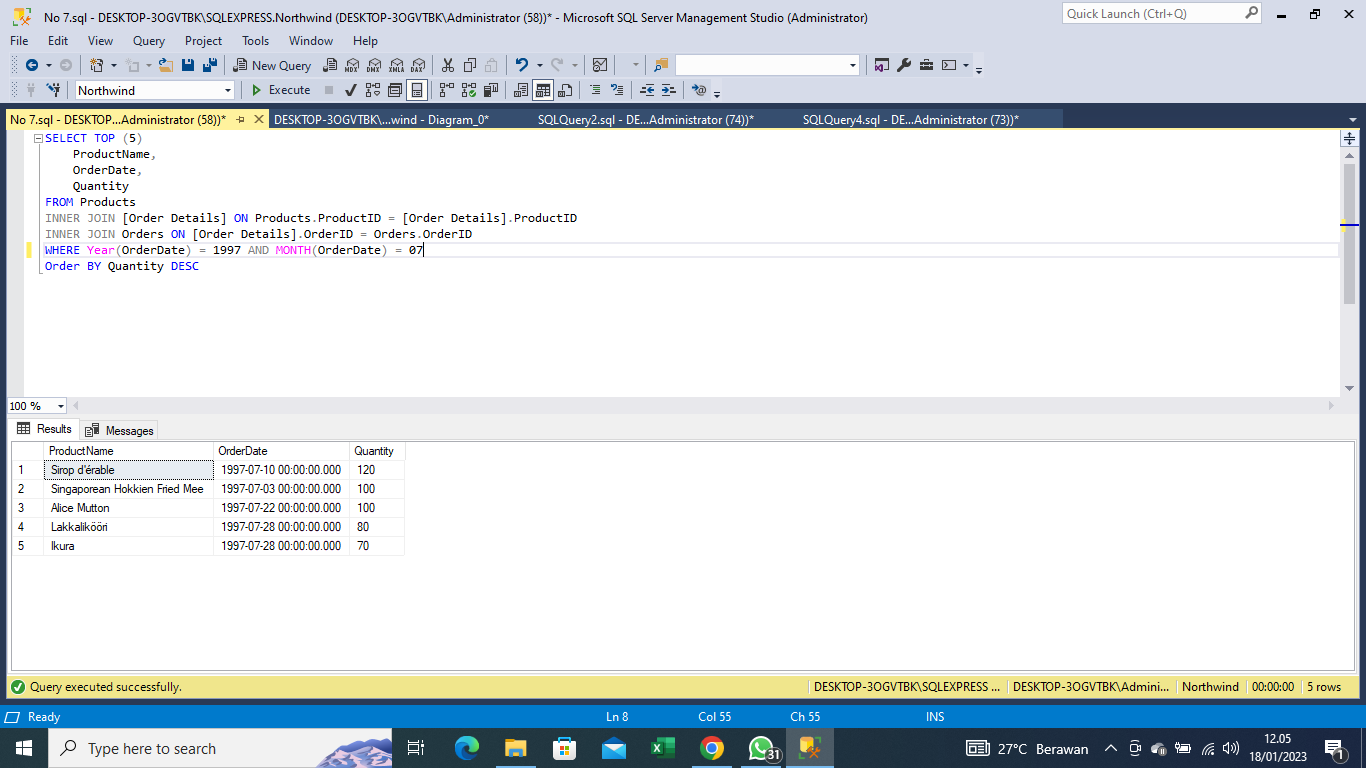 No 7.sql - DESKTOP-3OGVTBK\SQLEXPRESS.Northwind (DESKTOP-3OGVTBK\Administrator (58))* - Microsoft SQL Server Management Studio (Administrator)
Quick Launch (Ctrl+Q)
File Edit View Query Project Tools Window Help
New Query MDX DMX XMLA DAX
Northwind Execute
No 7.sql - DESKTOP...Administrator (58))* DESKTOP-3OGVTBK\...wind - Diagram_0* SQLQuery2.sql - DE...Administrator (74))* SQLQuery4.sql - DE...Administrator (73))*
SELECT TOP (5)
ProductName,
OrderDate,
Quantity
FROM Products
INNER JOIN [Order Details] ON Products.ProductID = [Order Details].ProductID
INNER JOIN Orders ON [Order Details].OrderID = Orders.OrderID
WHERE Year(OrderDate) = 1997 AND MONTH(OrderDate) = 07
Order BY Quantity DESC
100 %
Results Messages
ProductName OrderDate Quantity
1 Sirop d'érable 1997-07-10 00:00:00.000 120
2 Singaporean Hokkien Fried Mee 1997-07-03 00:00:00.000 100
3 Alice Mutton 1997-07-22 00:00:00.000 100
4 Lakkalikööri 1997-07-28 00:00:00.000 80
5 Ikura 1997-07-28 00:00:00.000 70
Query executed successfully. DESKTOP-3OGVTBK\SQLEXPRESS ... DESKTOP-3OGVTBK\Admini... Northwind 00:00:00 5 rows
Ready Ln 8 Col 55 Ch 55 INS
Type here to search 31 27°C Berawan 12.05
18/01/2023 1